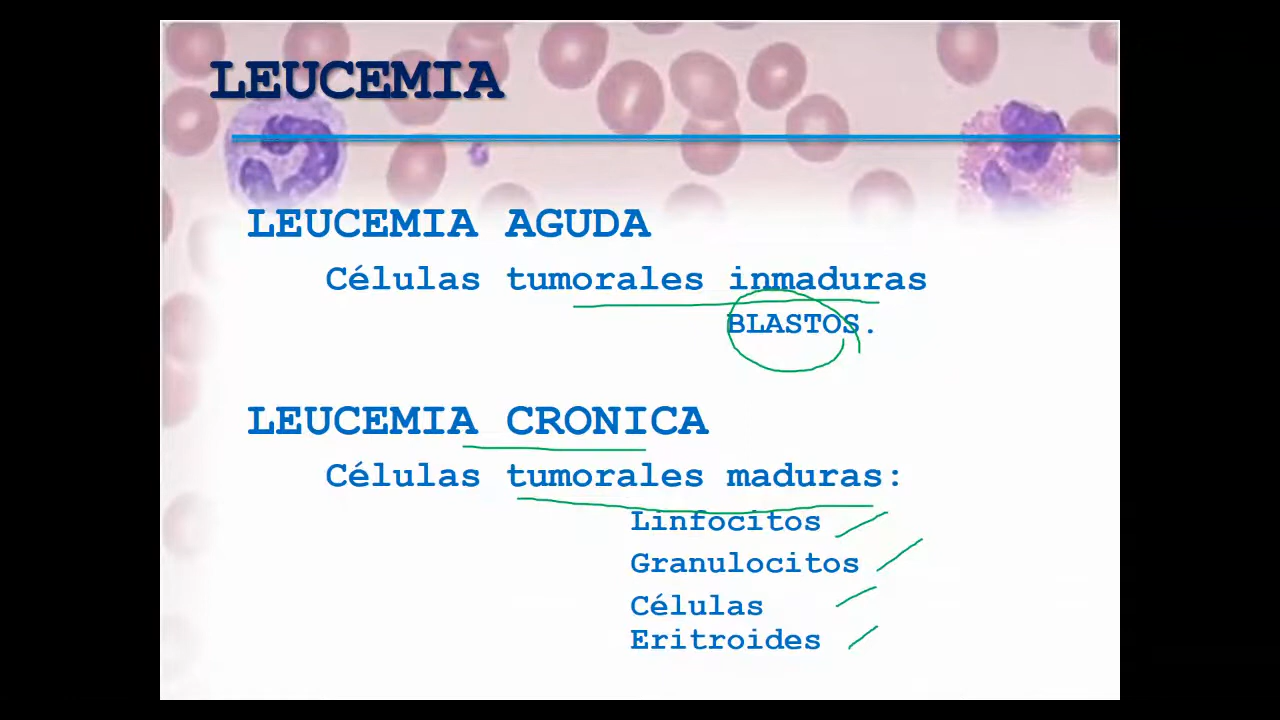 LEUCEMIA
LEUCEMIA AGUDA
Células tumorales inmaduras
BLASTOS.
LEUCEMIA CRONICA
Células tumorales maduras:
Linfocitos
Granulocitos
Células
Eritroides